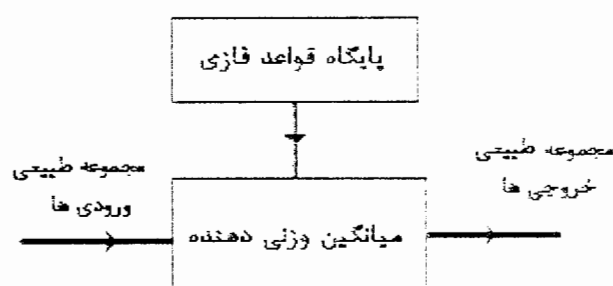 پایگاه قواعد فازی
مجموعه طبیعی
خروجی ها
مجموعه طبیعی
ورودی ها
میانگین وزنی دهنده